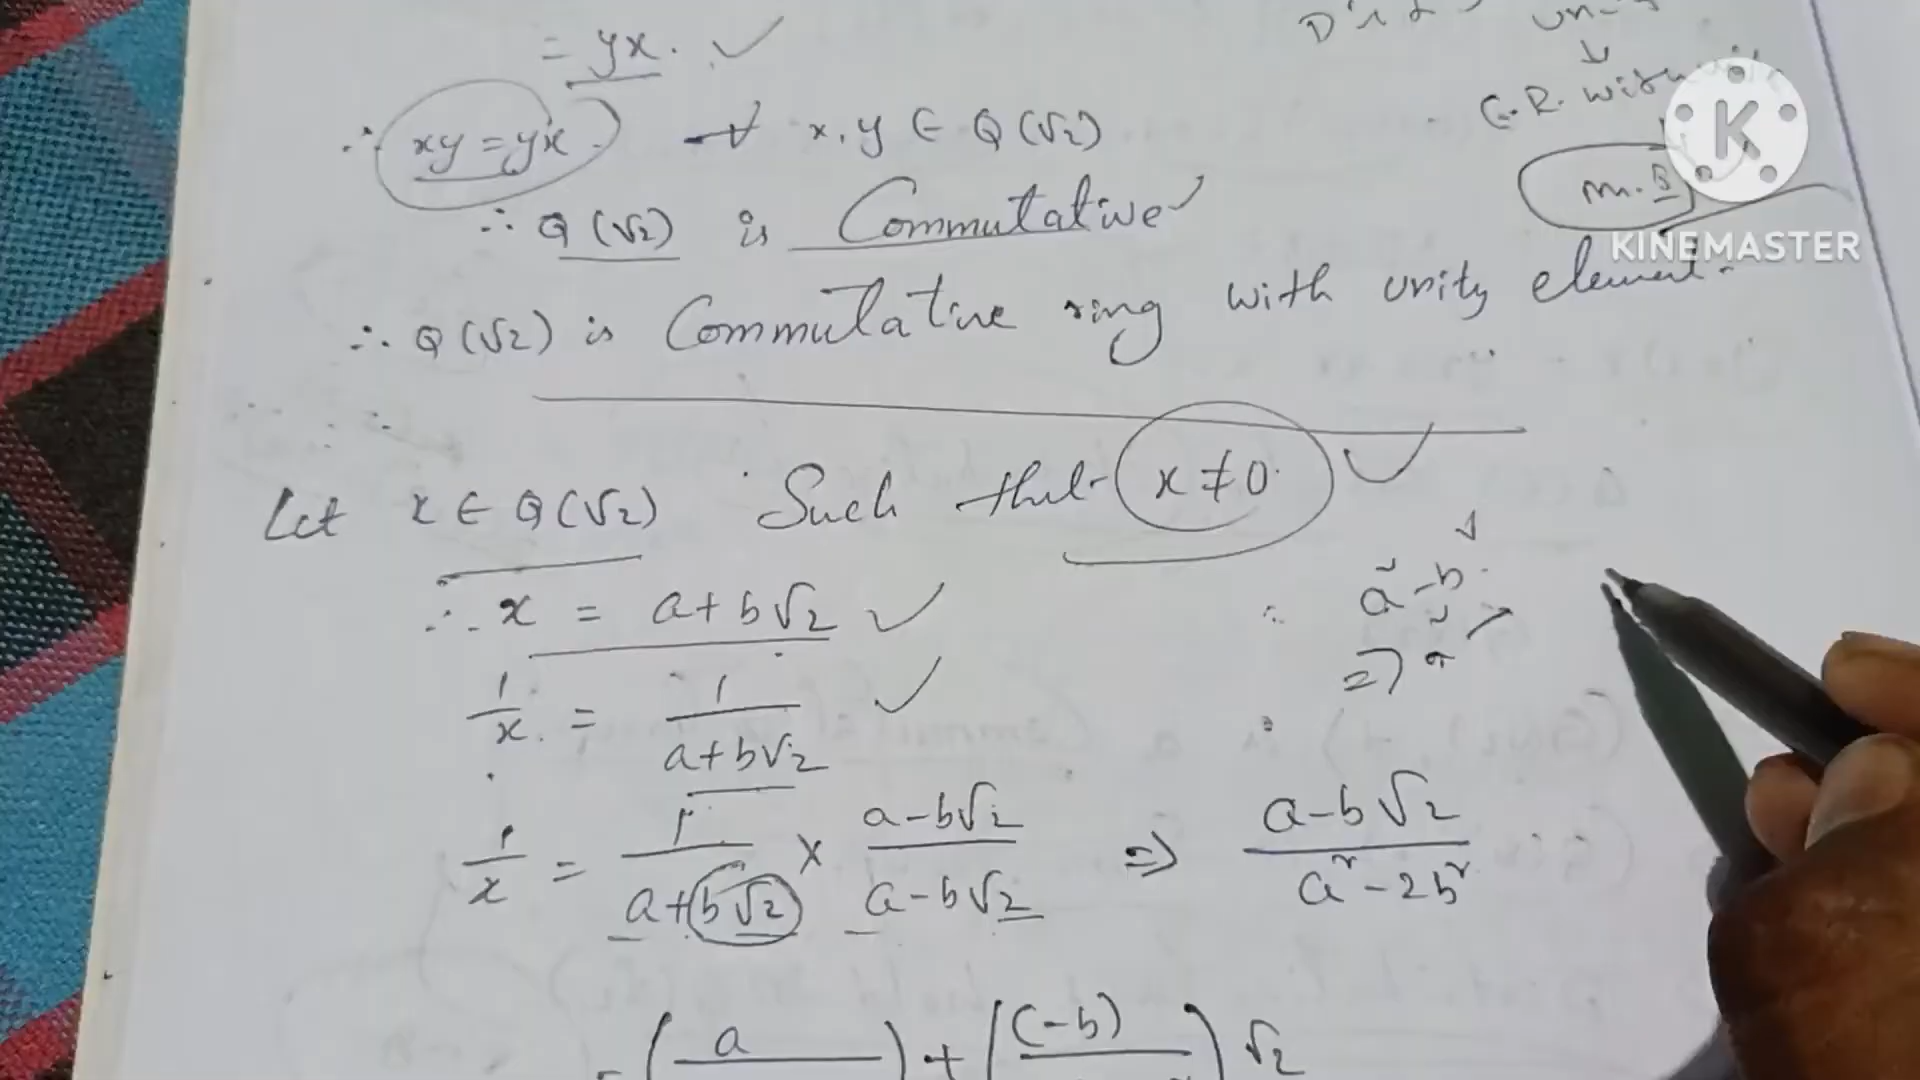 = yx. ✓
C.R. with
∴ xy = yx. ∀ x, y ∈ Q(√2)
m.
KINEMASTER
∴ Q(√2) is Commutative ✓
∴ Q(√2) is Commutative ring with unity element.
Let x ∈ Q(√2) Such that x ≠ 0. ✓
∴ x = a+b√2 ✓
1/x = 1/(a+b√2) ✓
1/x = 1/(a+b√2) × (a-b√2)/(a-b√2) ⇒ (a-b√2)/(a²-2b²)
= (a ) + ((-b) ) √2